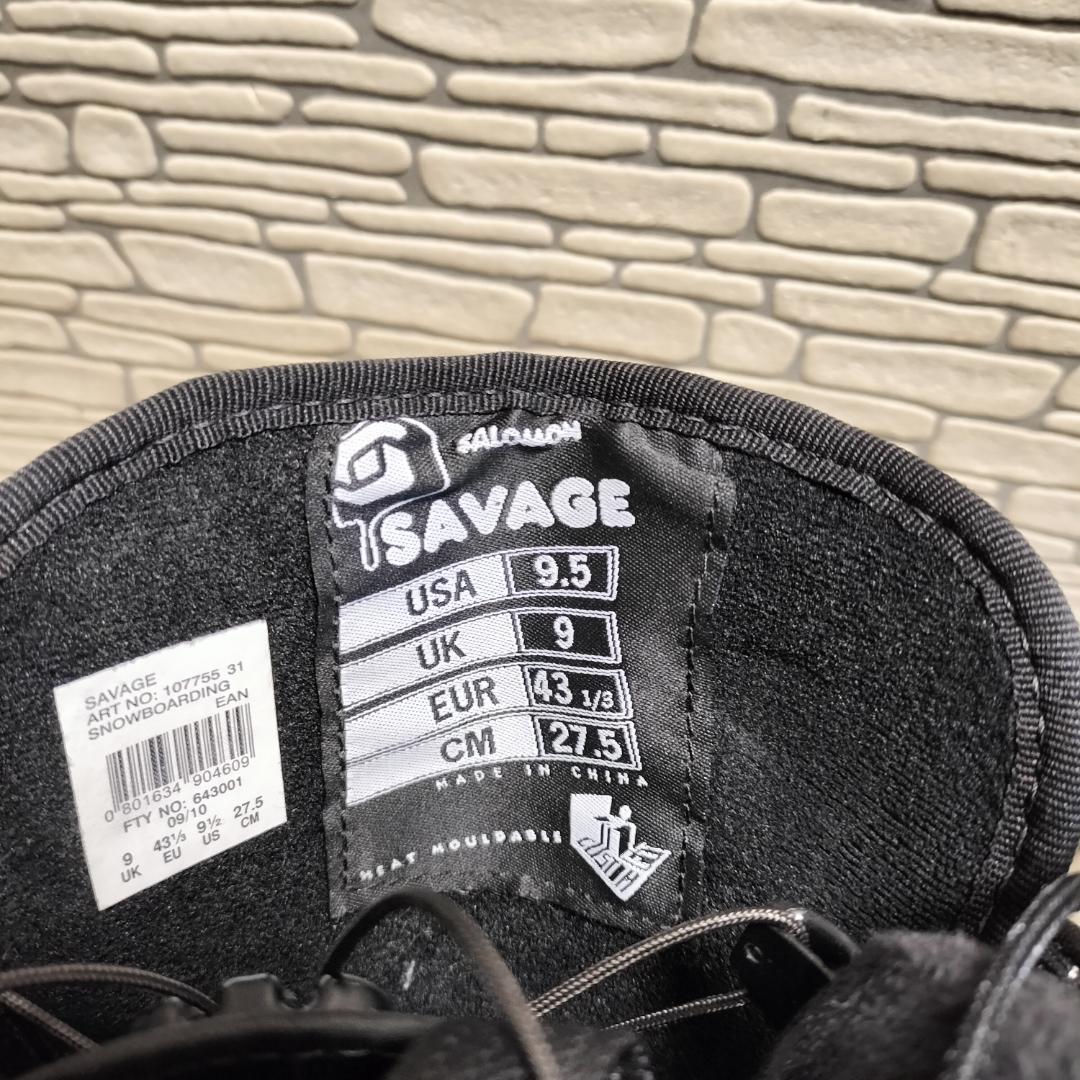 SALOMON
SAVAGE
USA 9.5
UK 9
EUR 43 1/3
CM 27.5
MADE IN CHINA
HEAT MOULDABLE
SAVAGE
ART NO: 107755 31
SNOWBOARDING
EAN
0 801634 904609
FTY NO: 643001
09/10
9 43⅓ 9½ 27.5
UK EU US CM